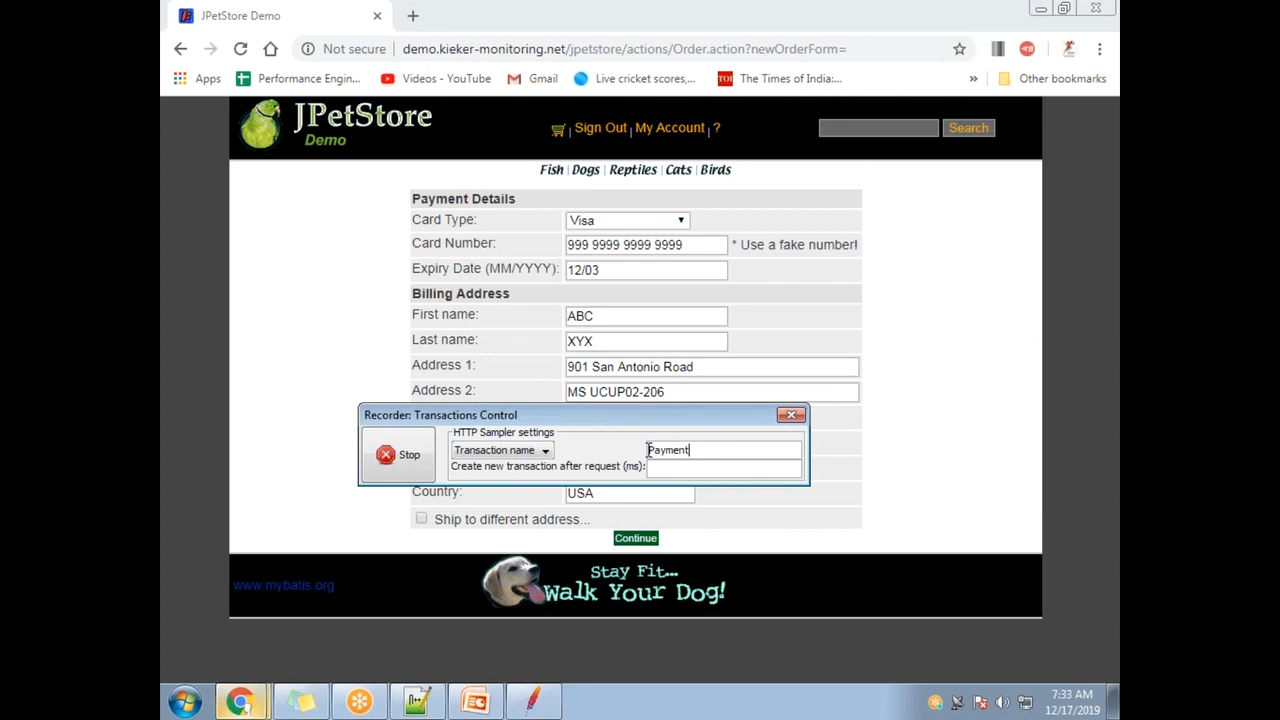 JPetStore Demo
Not secure | demo.kieker-monitoring.net/jpetstore/actions/Order.action?newOrderForm=
Apps Performance Engin... Videos - YouTube Gmail Live cricket scores,... TOI The Times of India:... » Other bookmarks
JPetStore
Demo
Sign Out | My Account | ? Search
Fish | Dogs | Reptiles | Cats | Birds
Payment Details
Card Type: Visa
Card Number: 999 9999 9999 9999 * Use a fake number!
Expiry Date (MM/YYYY): 12/03
Billing Address
First name: ABC
Last name: XYX
Address 1: 901 San Antonio Road
Address 2: MS UCUP02-206
Recorder: Transactions Control
HTTP Sampler settings
Stop
Transaction name Payment
Create new transaction after request (ms):
Country: USA
Ship to different address...
Continue
www.mybatis.org
Stay Fit...
Walk Your Dog!
7:33 AM
12/17/2019